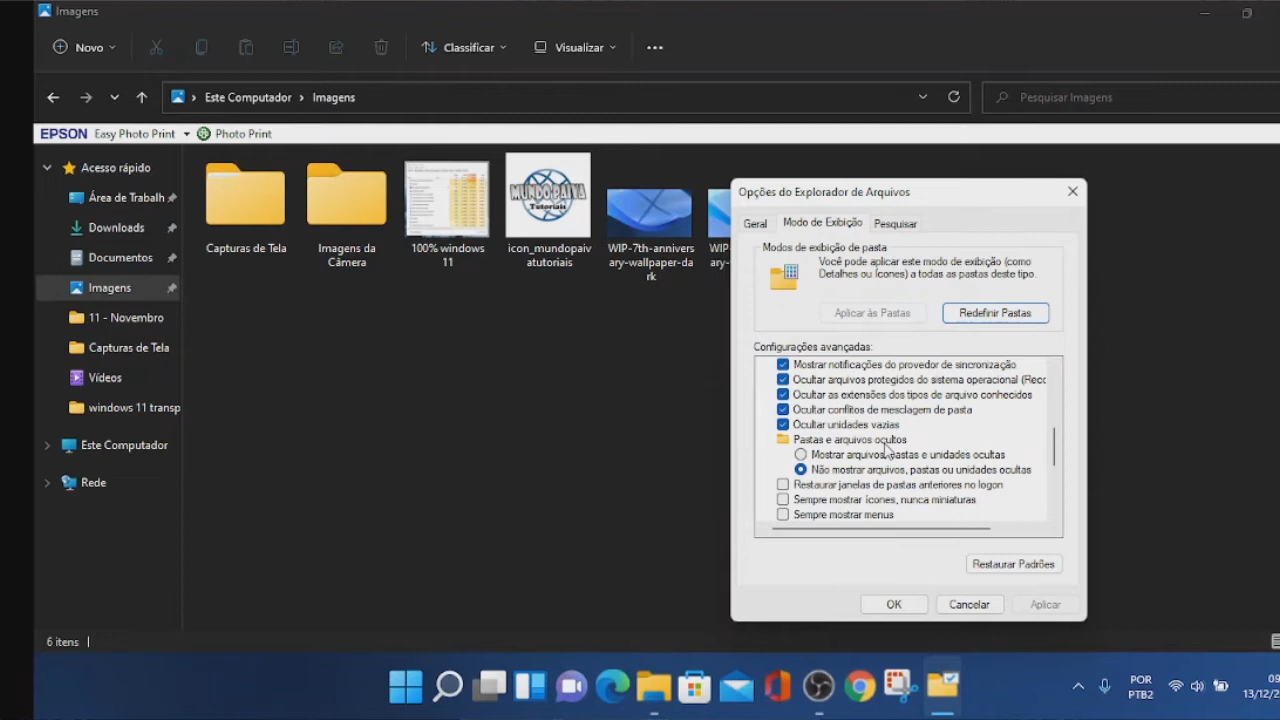 Imagens
Novo
Classificar
Visualizar
Este Computador
Imagens
Pesquisar Imagens
EPSON Easy Photo Print
Photo Print
Acesso rápido
Área de Trabalh
Downloads
Documentos
Imagens
11 - Novembro
Capturas de Tela
Vídeos
windows 11 transp
Este Computador
Rede
Capturas de Tela
Imagens da
Câmera
100% windows
11
MUNDO PAIVA
Tutoriais
icon_mundopaiv
atutoriais
WIP-7th-annivers
ary-wallpaper-da
rk
WIP
ary-
Opções do Explorador de Arquivos
Geral
Modo de Exibição
Pesquisar
Modos de exibição de pasta
Você pode aplicar este modo de exibição (como
Detalhes ou Ícones) a todas as pastas deste tipo.
Aplicar às Pastas
Redefinir Pastas
Configurações avançadas:
Mostrar notificações do provedor de sincronização
Ocultar arquivos protegidos do sistema operacional (Reco
Ocultar as extensões dos tipos de arquivo conhecidos
Ocultar conflitos de mesclagem de pasta
Ocultar unidades vazias
Pastas e arquivos ocultos
Mostrar arquivos, pastas e unidades ocultas
Não mostrar arquivos, pastas ou unidades ocultas
Restaurar janelas de pastas anteriores no logon
Sempre mostrar ícones, nunca miniaturas
Sempre mostrar menus
Restaurar Padrões
OK
Cancelar
Aplicar
6 itens
POR
PTB2
09
13/12/2